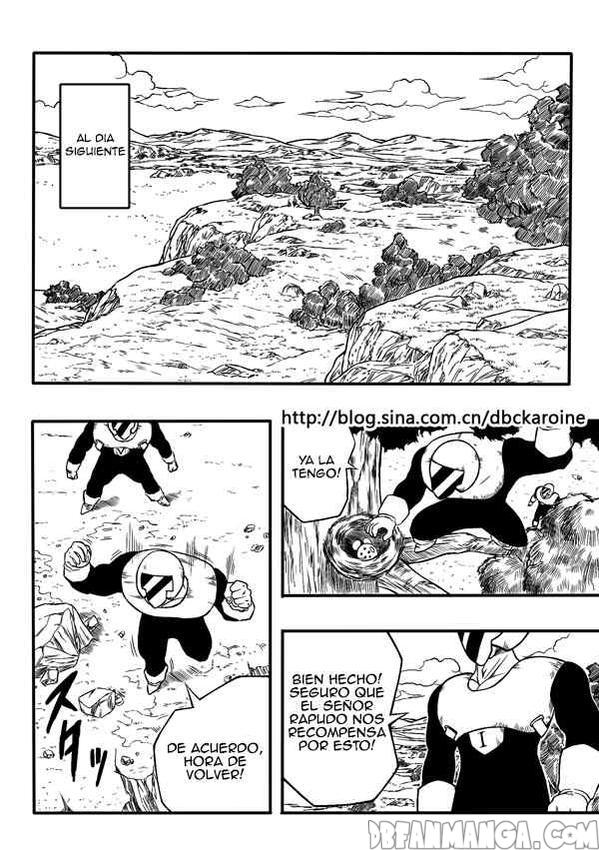 AL DIA
SIGUIENTE
http://blog.sina.com.cn/dbckaroine
YA LA
TENGO!
BIEN HECHO!
SEGURO QUE
EL SEÑOR
RAPUDO NOS
RECOMPENSA
POR ESTO!
I
DE ACUERDO,
HORA DE
VOLVER!
スタッ
DBFANMANGA.COM